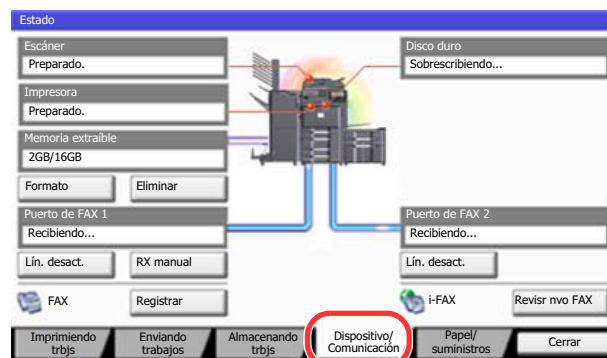 Estado
Escáner
Preparado.
Disco duro
Sobrescribiendo...
Impresora
Preparado.
Memoria extraíble
2GB/16GB
Formato
Eliminar
Puerto de FAX 1
Recibiendo...
Puerto de FAX 2
Recibiendo...
Lín. desact.
RX manual
Lín. desact.
FAX
Registrar
i-FAX
Revisr nvo FAX
Imprimiendo trbjs
Enviando trabajos
Almacenando trbjs
Dispositivo/ Comunicación
Papel/ suministros
Cerrar